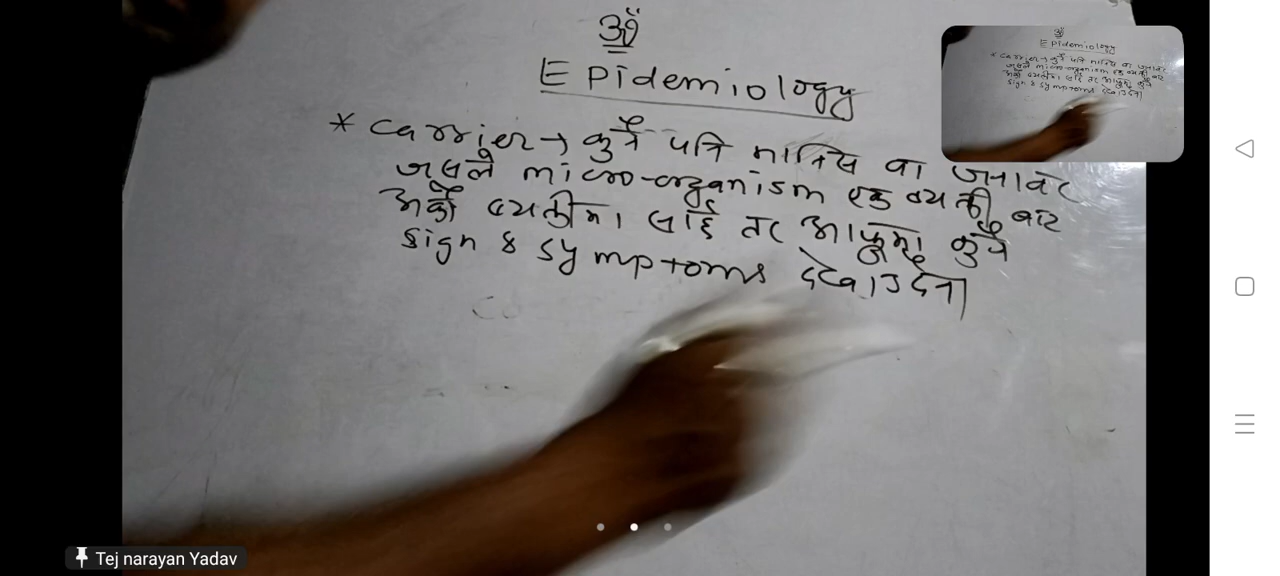 ॐ
Epidemiology
* Carrier → कुनै पनि मानिस वा जनावर
जसले micro-organism एक व्यक्ती बाट
अर्को व्यक्तीमा सार्दछ तर आफूमा कुनै
sign & symptoms देखाउदैन
Tej narayan Yadav